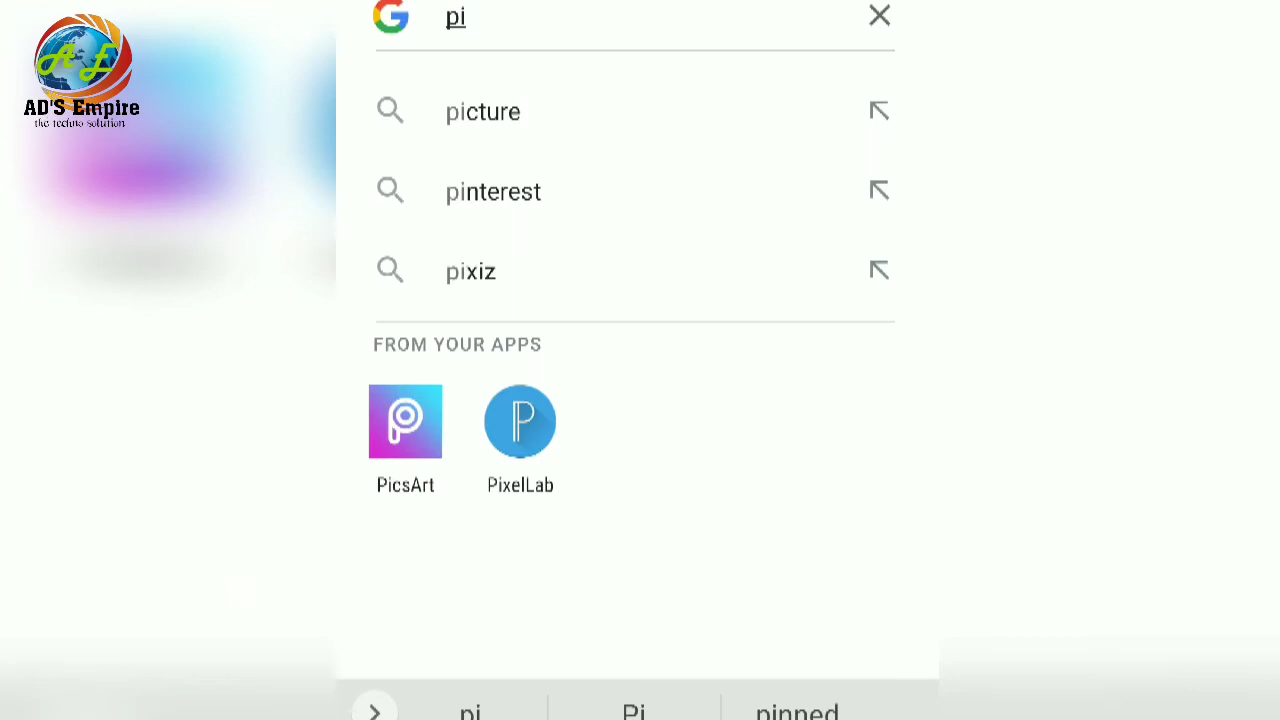 AD'S Empire
the techno solution
pi
picture
pinterest
pixiz
FROM YOUR APPS
PicsArt
PixelLab
pi
Pi
pinned